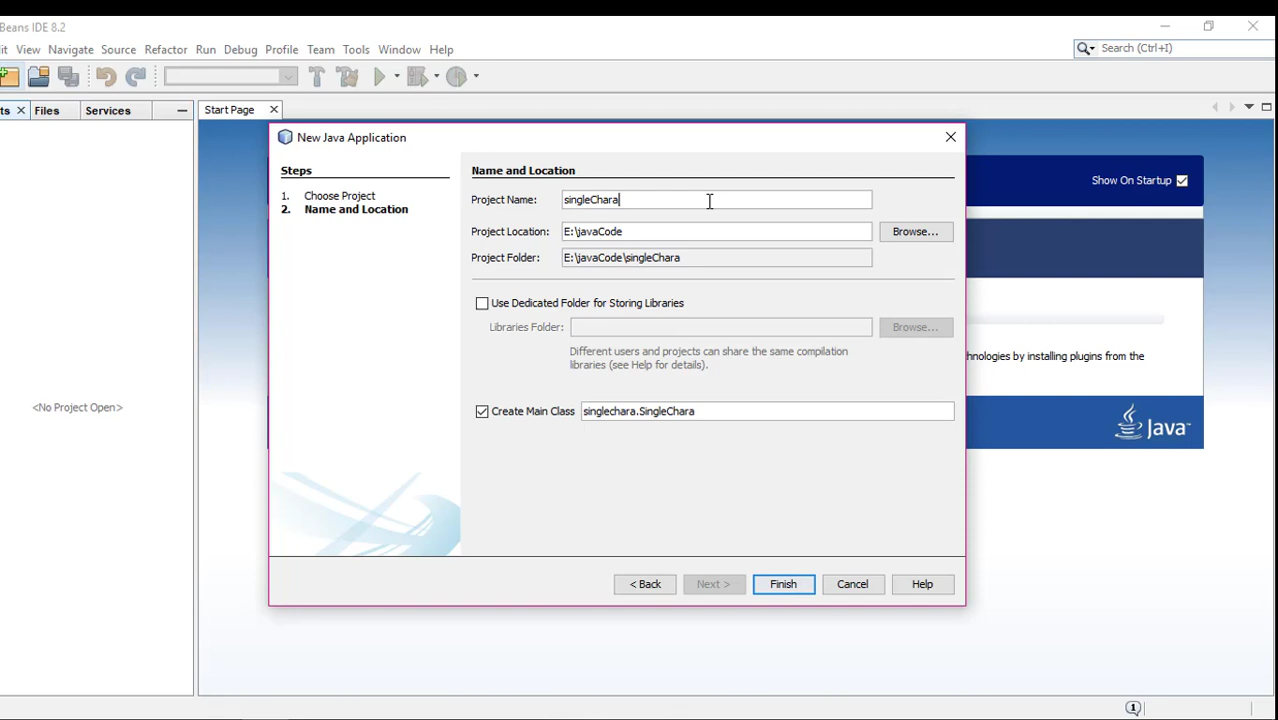 Beans IDE 8.2
it View Navigate Source Refactor Run Debug Profile Team Tools Window Help
Search (Ctrl+I)
ts Files Services
Start Page
New Java Application
Steps
1. Choose Project
2. Name and Location
Name and Location
Project Name: singleChara
Project Location: E:\javaCode Browse...
Project Folder: E:\javaCode\singleChara
Use Dedicated Folder for Storing Libraries
Libraries Folder: Browse...
Different users and projects can share the same compilation
libraries (see Help for details).
Create Main Class singlechara.SingleChara
< Back Next > Finish Cancel Help
Show On Startup
hnologies by installing plugins from the
Java™
<No Project Open>
1